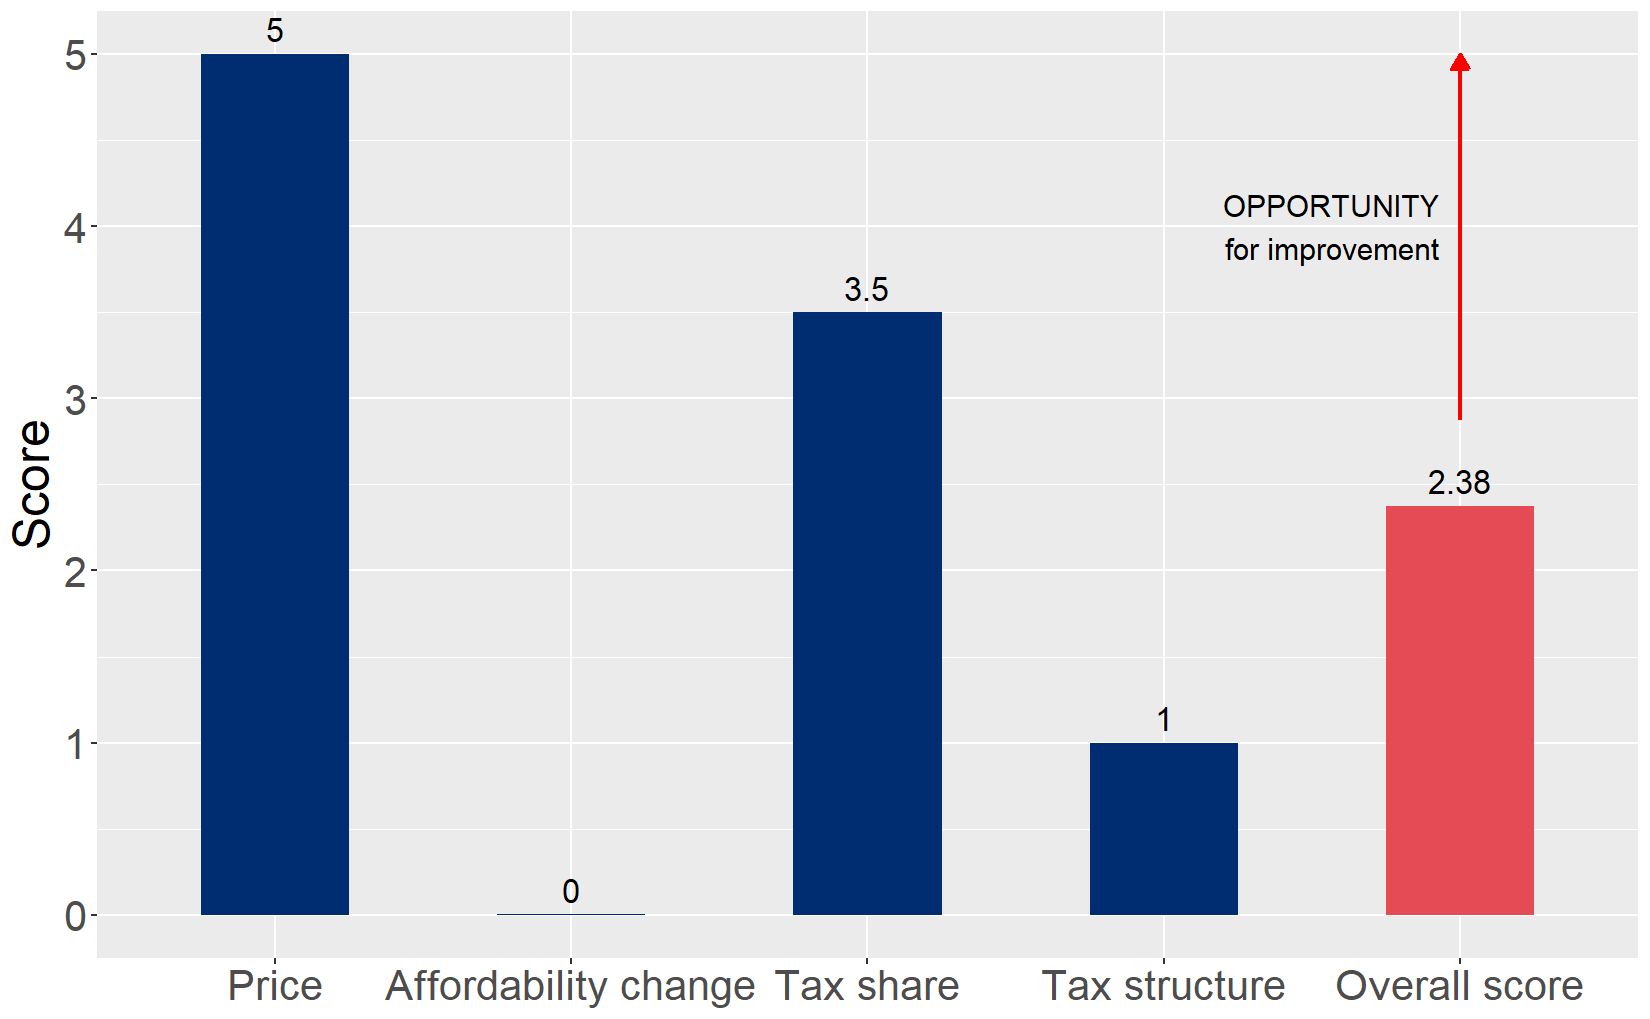 5
0
3.5
1
2.38
OPPORTUNITY
for improvement
Score
5
4
3
2
1
0
Price
Affordability change
Tax share
Tax structure
Overall score